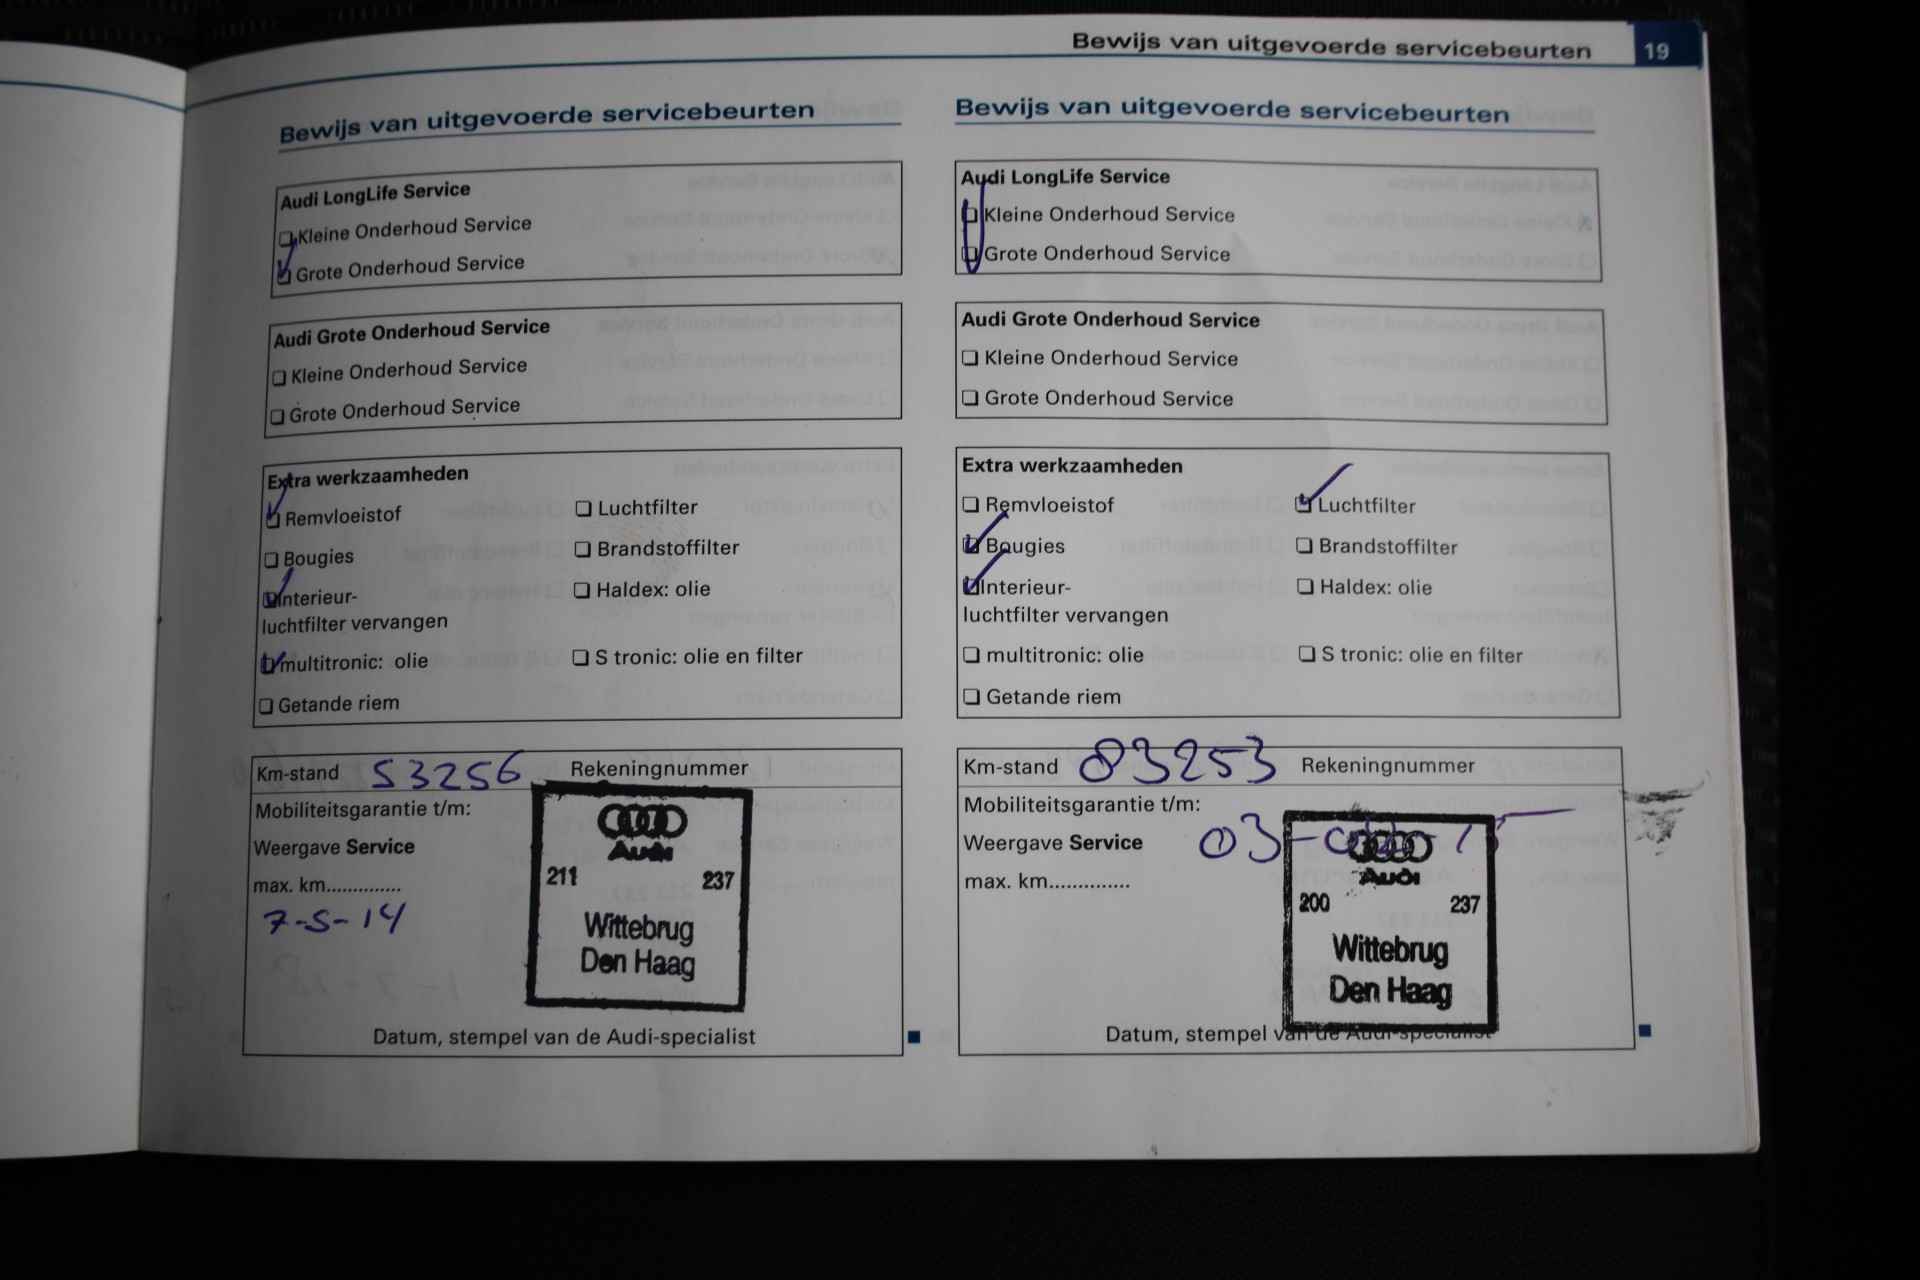 Bewijs van uitgevoerde servicebeurten 19
Bewijs van uitgevoerde servicebeurten
Audi LongLife Service
Kleine Onderhoud Service
Grote Onderhoud Service
Audi Grote Onderhoud Service
Kleine Onderhoud Service
Grote Onderhoud Service
Extra werkzaamheden
Remvloeistof
Luchtfilter
Bougies
Brandstoffilter
Interieur-
luchtfilter vervangen
Haldex: olie
multitronic: olie
S tronic: olie en filter
Getande riem
Km-stand 53256 Rekeningnummer
Mobiliteitsgarantie t/m:
Weergave Service
max. km..............
7-5-14
Audi
211 237
Wittebrug
Den Haag
Datum, stempel van de Audi-specialist
Bewijs van uitgevoerde servicebeurten
Audi LongLife Service
Kleine Onderhoud Service
Grote Onderhoud Service
Audi Grote Onderhoud Service
Kleine Onderhoud Service
Grote Onderhoud Service
Extra werkzaamheden
Remvloeistof
Luchtfilter
Bougies
Brandstoffilter
Interieur-
luchtfilter vervangen
Haldex: olie
multitronic: olie
S tronic: olie en filter
Getande riem
Km-stand 83253 Rekeningnummer
Mobiliteitsgarantie t/m:
Weergave Service
max. km..............
Audi
200 237
Wittebrug
Den Haag
Datum, stempel van de Audi-specialist